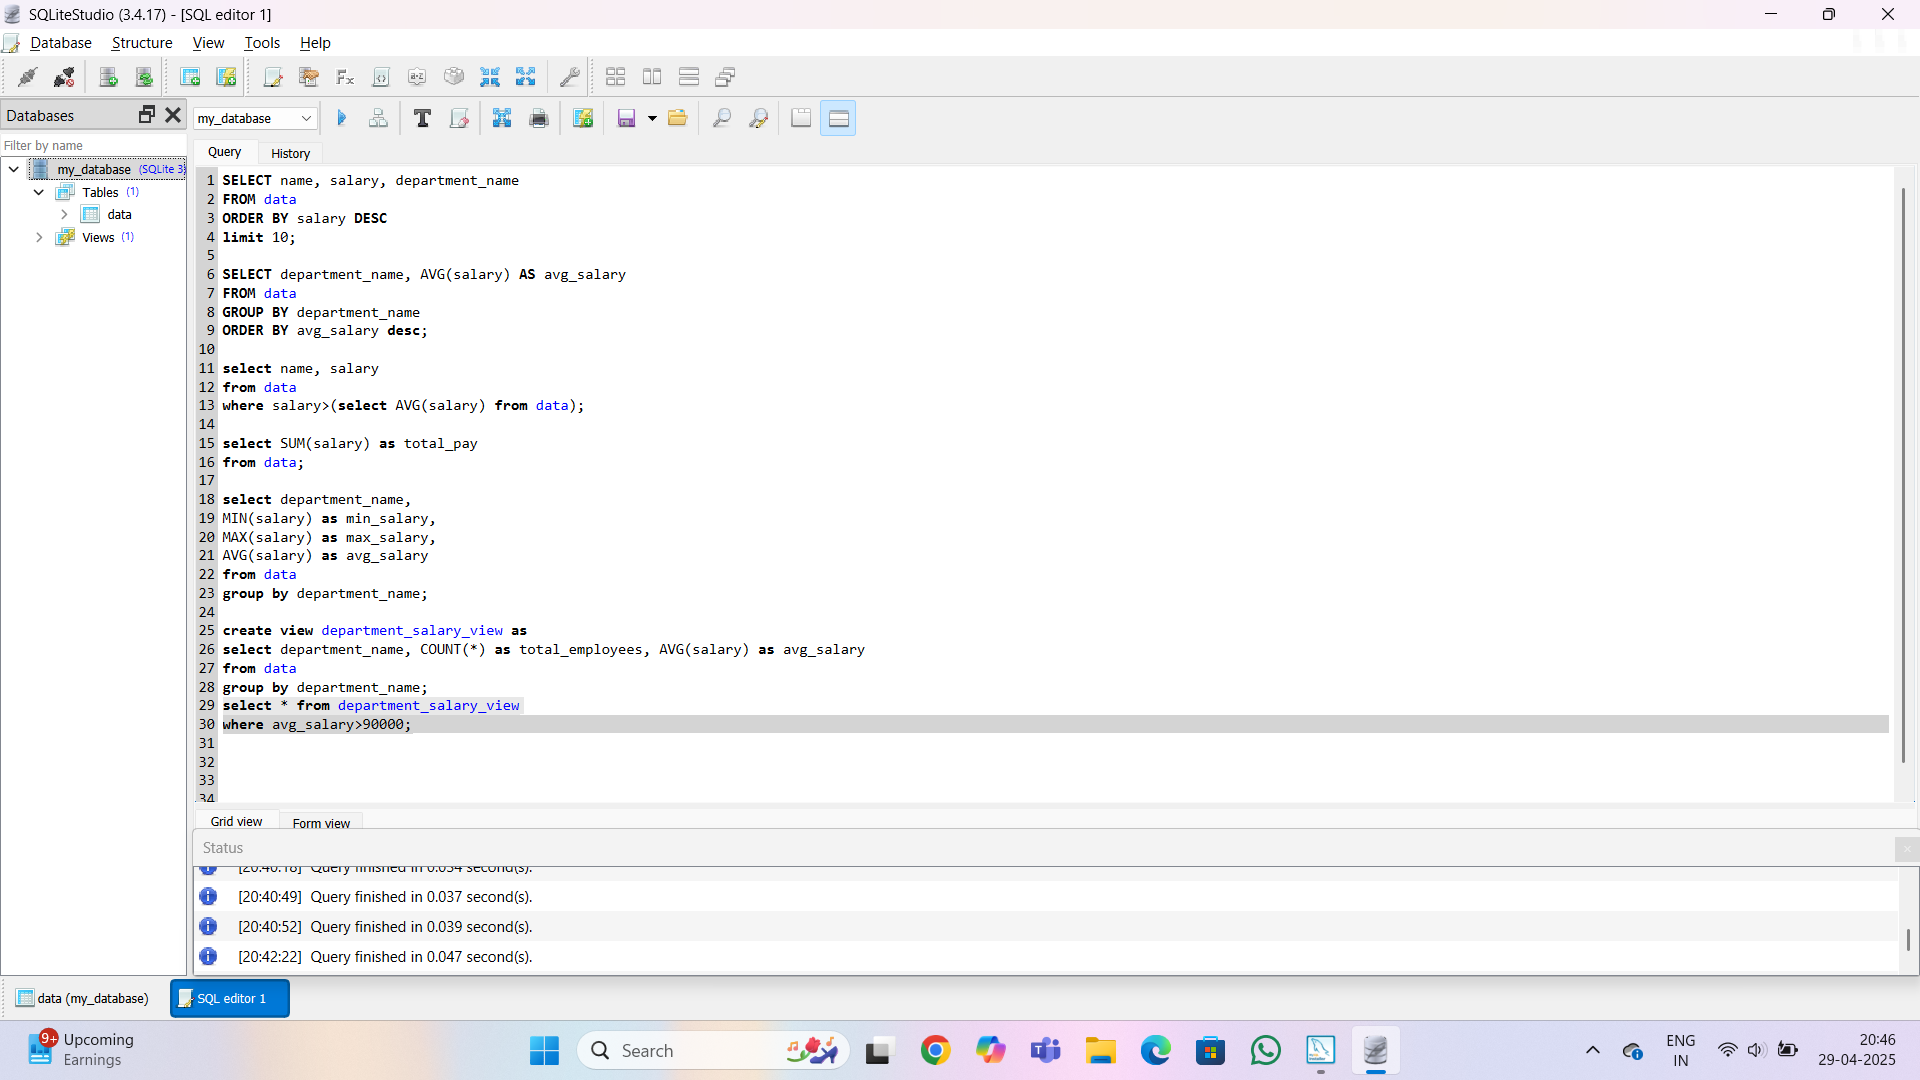 SQLiteStudio (3.4.17) - [SQL editor 1]
Database Structure View Tools Help
Databases
my_database
Filter by name
Query History
my_database (SQLite 3)
Tables (1)
data
Views (1)
1 SELECT name, salary, department_name
2 FROM data
3 ORDER BY salary DESC
4 limit 10;
5
6 SELECT department_name, AVG(salary) AS avg_salary
7 FROM data
8 GROUP BY department_name
9 ORDER BY avg_salary desc;
10
11 select name, salary
12 from data
13 where salary>(select AVG(salary) from data);
14
15 select SUM(salary) as total_pay
16 from data;
17
18 select department_name,
19 MIN(salary) as min_salary,
20 MAX(salary) as max_salary,
21 AVG(salary) as avg_salary
22 from data
23 group by department_name;
24
25 create view department_salary_view as
26 select department_name, COUNT(*) as total_employees, AVG(salary) as avg_salary
27 from data
28 group by department_name;
29 select * from department_salary_view
30 where avg_salary>90000;
31
32
33
34
Grid view Form view
Status
[20:40:18] Query finished in 0.034 second(s).
[20:40:49] Query finished in 0.037 second(s).
[20:40:52] Query finished in 0.039 second(s).
[20:42:22] Query finished in 0.047 second(s).
data (my_database) SQL editor 1
9+ Upcoming
Earnings
Search
ENG
IN
20:46
29-04-2025